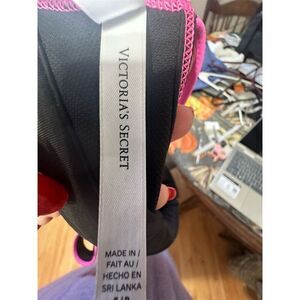 VICTORIA'S SECRET
MADE IN /
FAIT AU /
HECHO EN
SRI LANKA